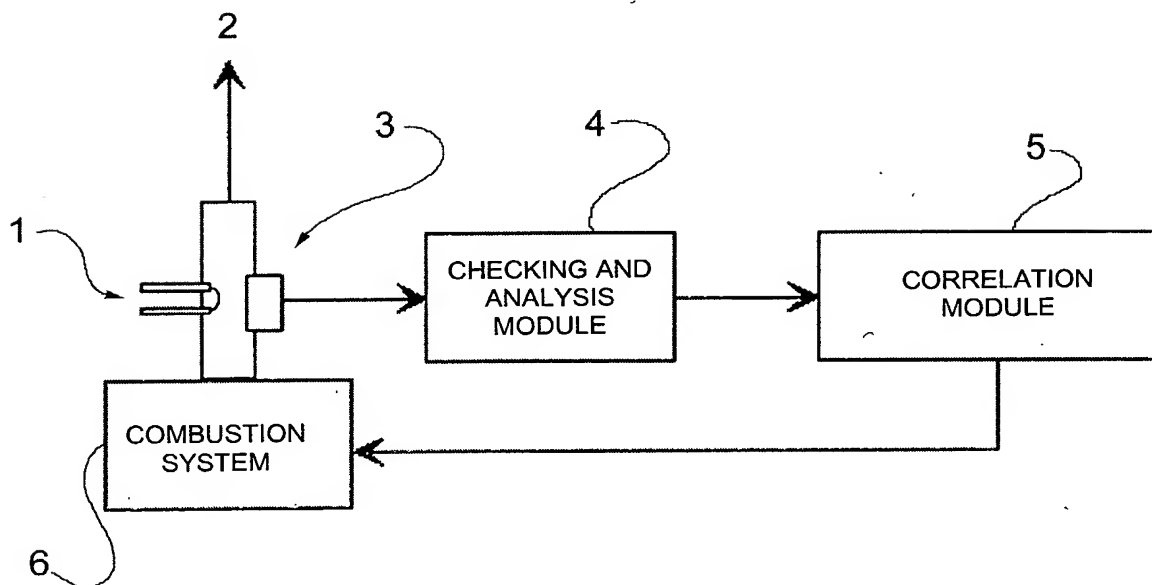 2
3
4
5
1
CHECKING AND
ANALYSIS
MODULE
CORRELATION
MODULE
COMBUSTION
SYSTEM
6